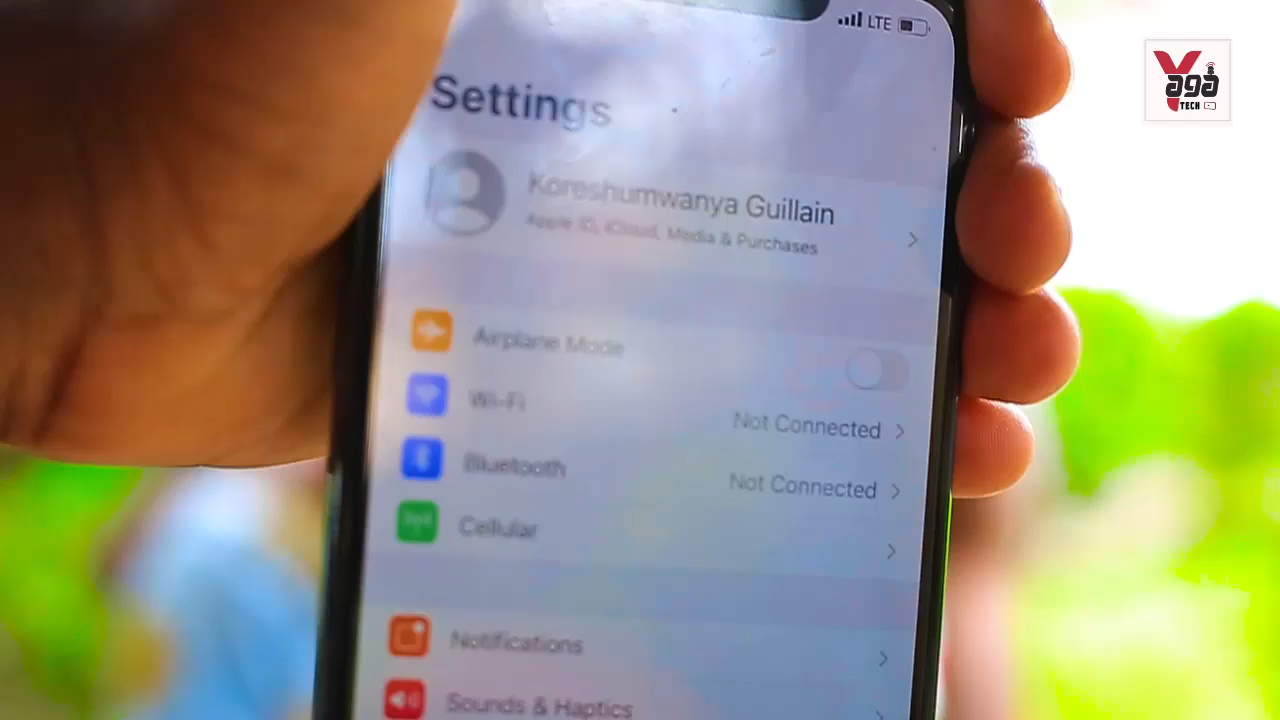 LTE
Settings
Koreshumwanya Guillain
Apple ID, iCloud, Media & Purchases
Airplane Mode
Wi-Fi
Not Connected
Bluetooth
Not Connected
Cellular
Notifications
Sounds & Haptics
Yaga
TECH